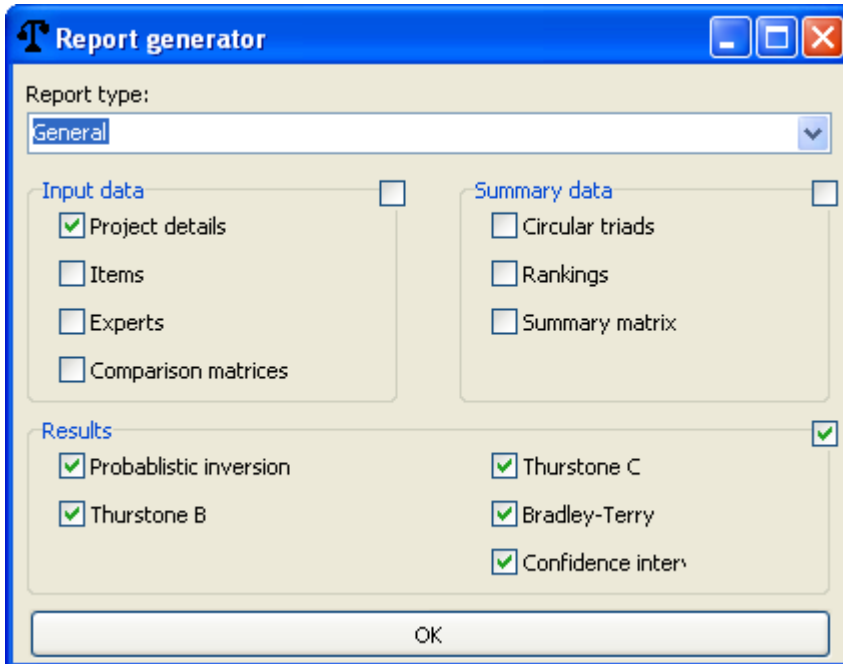 Report generator
Report type:
General
Input data
Project details
Items
Experts
Comparison matrices
Summary data
Circular triads
Rankings
Summary matrix
Results
Probablistic inversion
Thurstone B
Thurstone C
Bradley-Terry
Confidence interv
OK